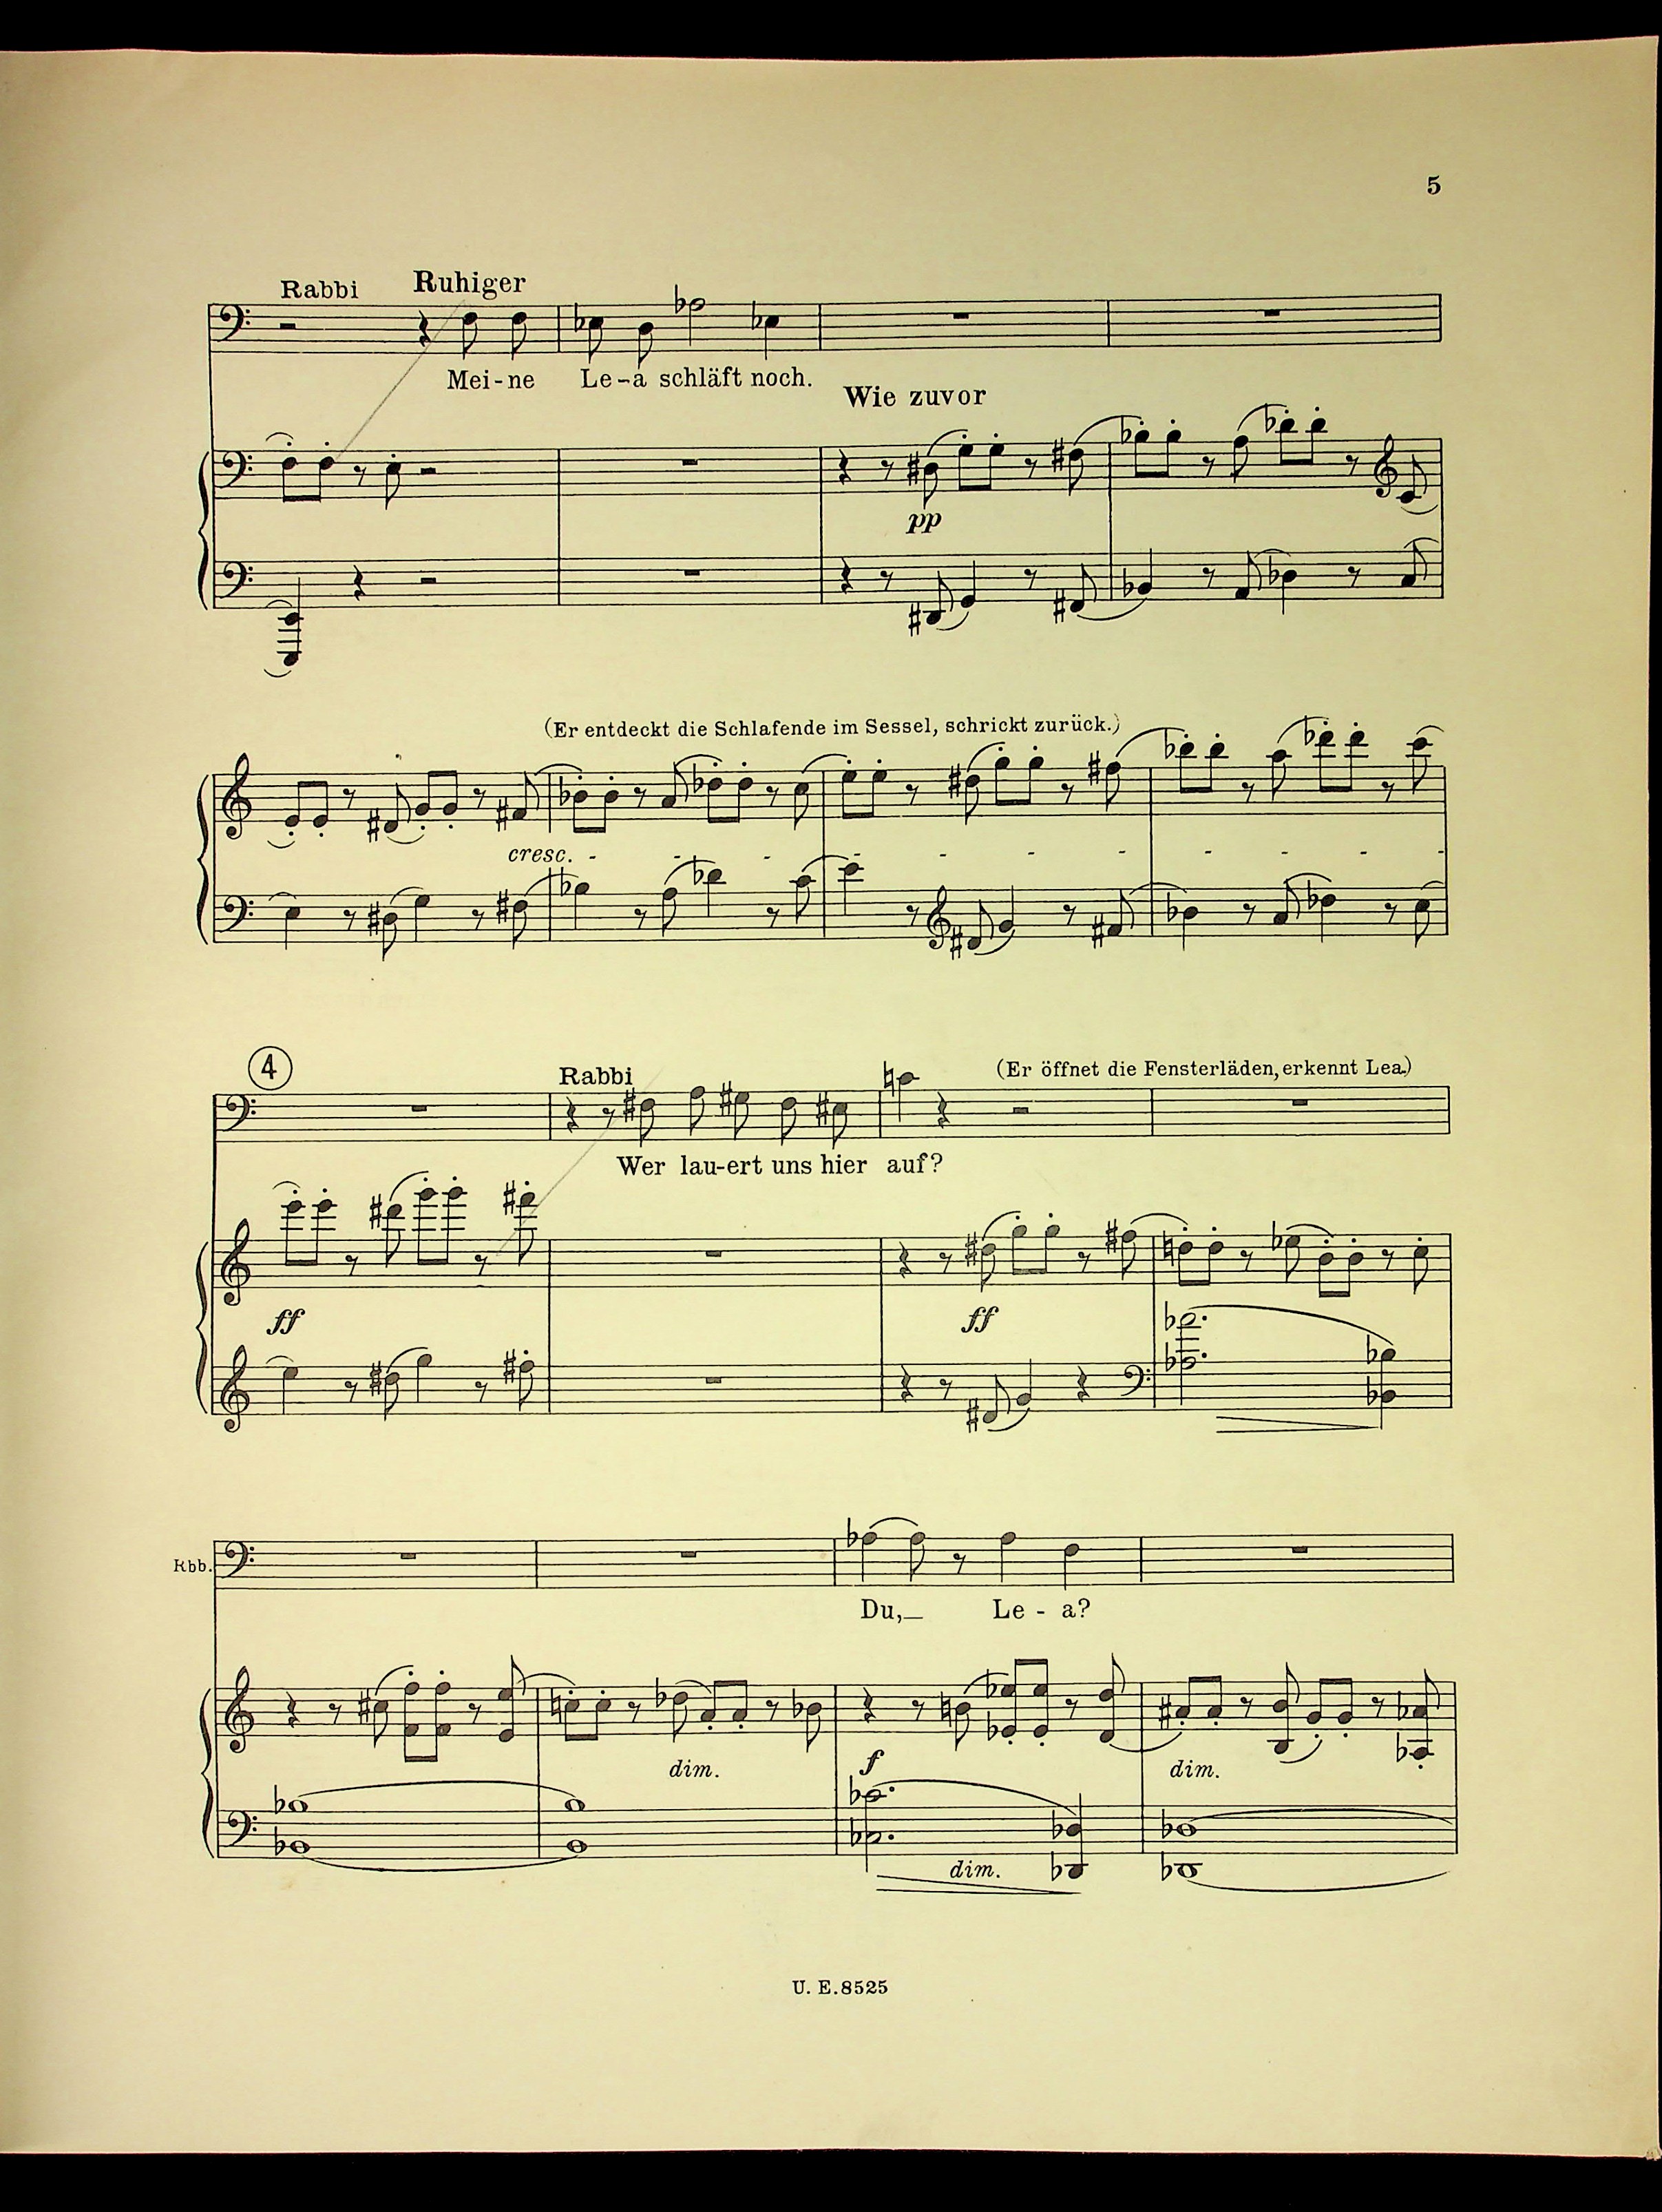 5
Rabbi Ruhiger
Mei-ne Le-a schläft noch.
Wie zuvor
pp
(Er entdeckt die Schlafende im Sessel, schrickt zurück.)
cresc. - - - - - - - - - - -
4
Rabbi (Er öffnet die Fensterläden, erkennt Lea.)
Wer lau-ert uns hier auf?
ff ff
Rbb.
Du,_ Le - a?
dim. f dim.
dim.
U. E. 8525